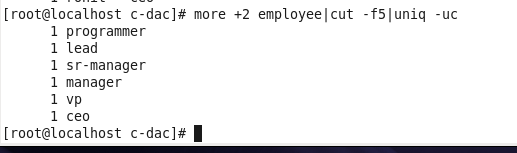 [root@localhost c-dac]# more +2 employee|cut -f5|uniq -uc
1 programmer
1 lead
1 sr-manager
1 manager
1 vp
1 ceo
[root@localhost c-dac]#